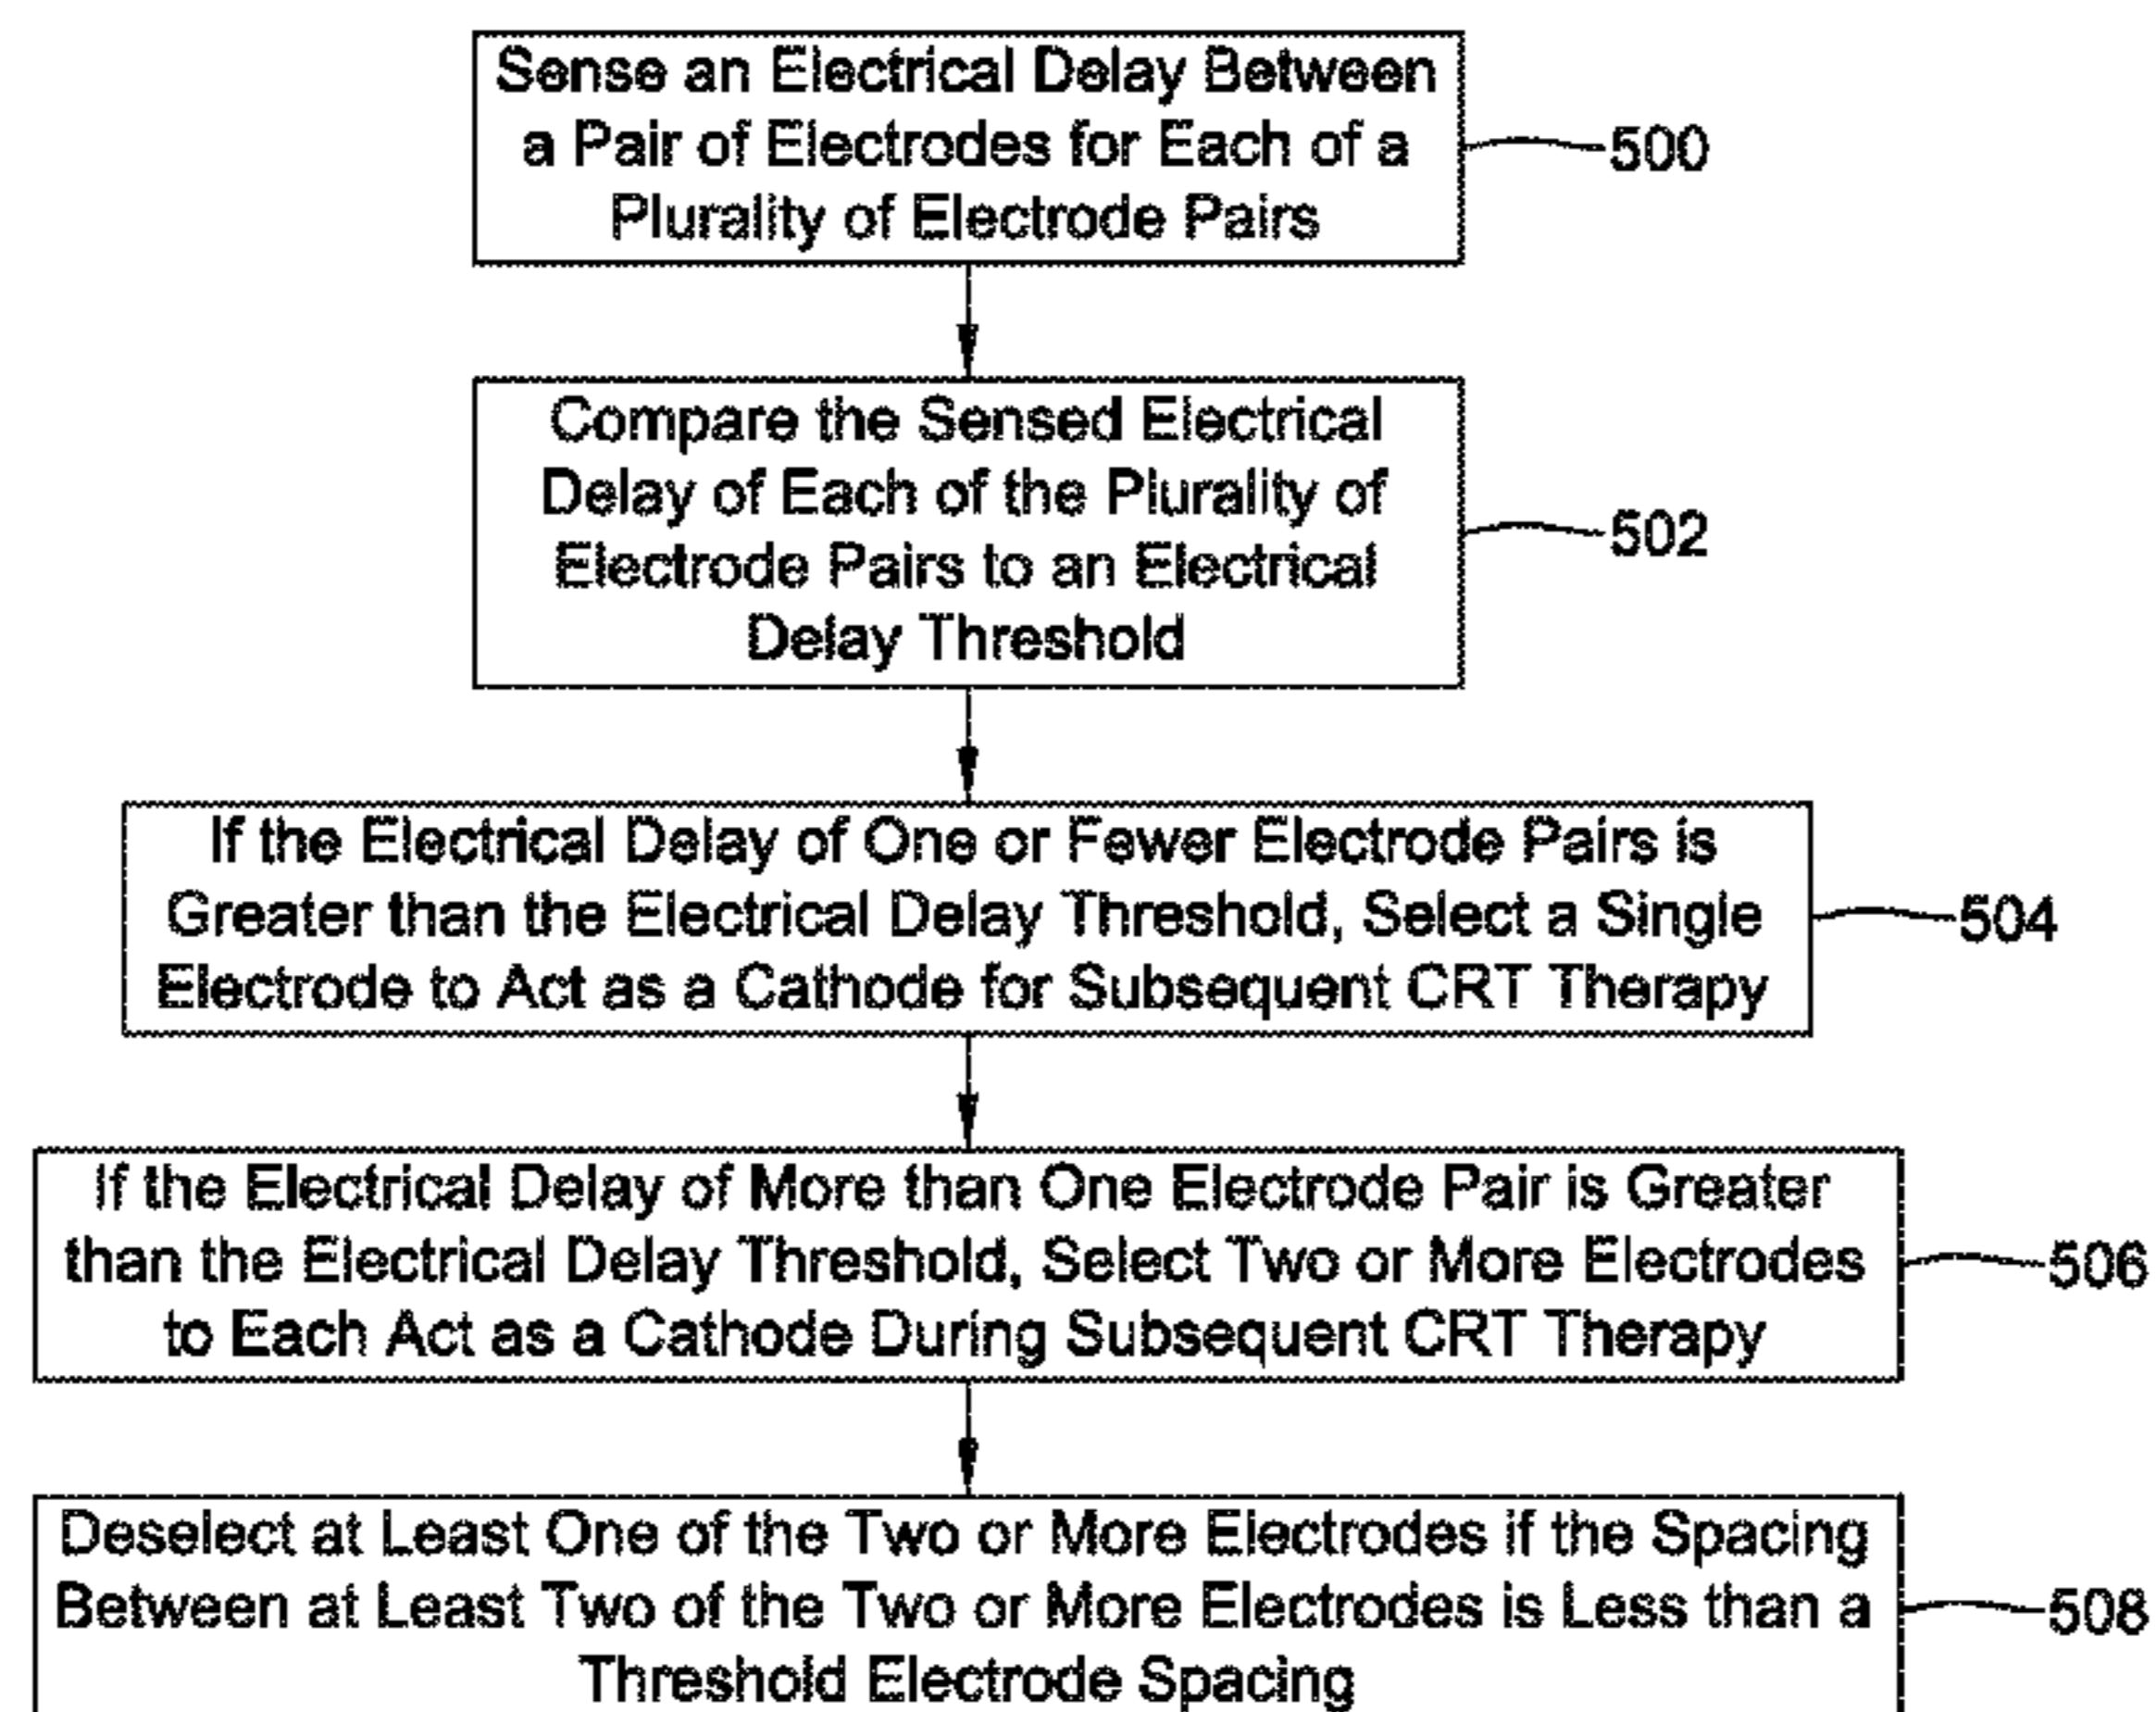 Sense an Electrical Delay Between
a Pair of Electrodes for Each of a
Plurality of Electrode Pairs
500
Compare the Sensed Electrical
Delay of Each of the Plurality of
Electrode Pairs to an Electrical
Delay Threshold
502
If the Electrical Delay of One or Fewer Electrode Pairs is
Greater than the Electrical Delay Threshold, Select a Single
Electrode to Act as a Cathode for Subsequent CRT Therapy
504
If the Electrical Delay of More than One Electrode Pair is Greater
than the Electrical Delay Threshold, Select Two or More Electrodes
to Each Act as a Cathode During Subsequent CRT Therapy
506
Deselect at Least One of the Two or More Electrodes if the Spacing
Between at Least Two of the Two or More Electrodes is Less than a
Threshold Electrode Spacing
508